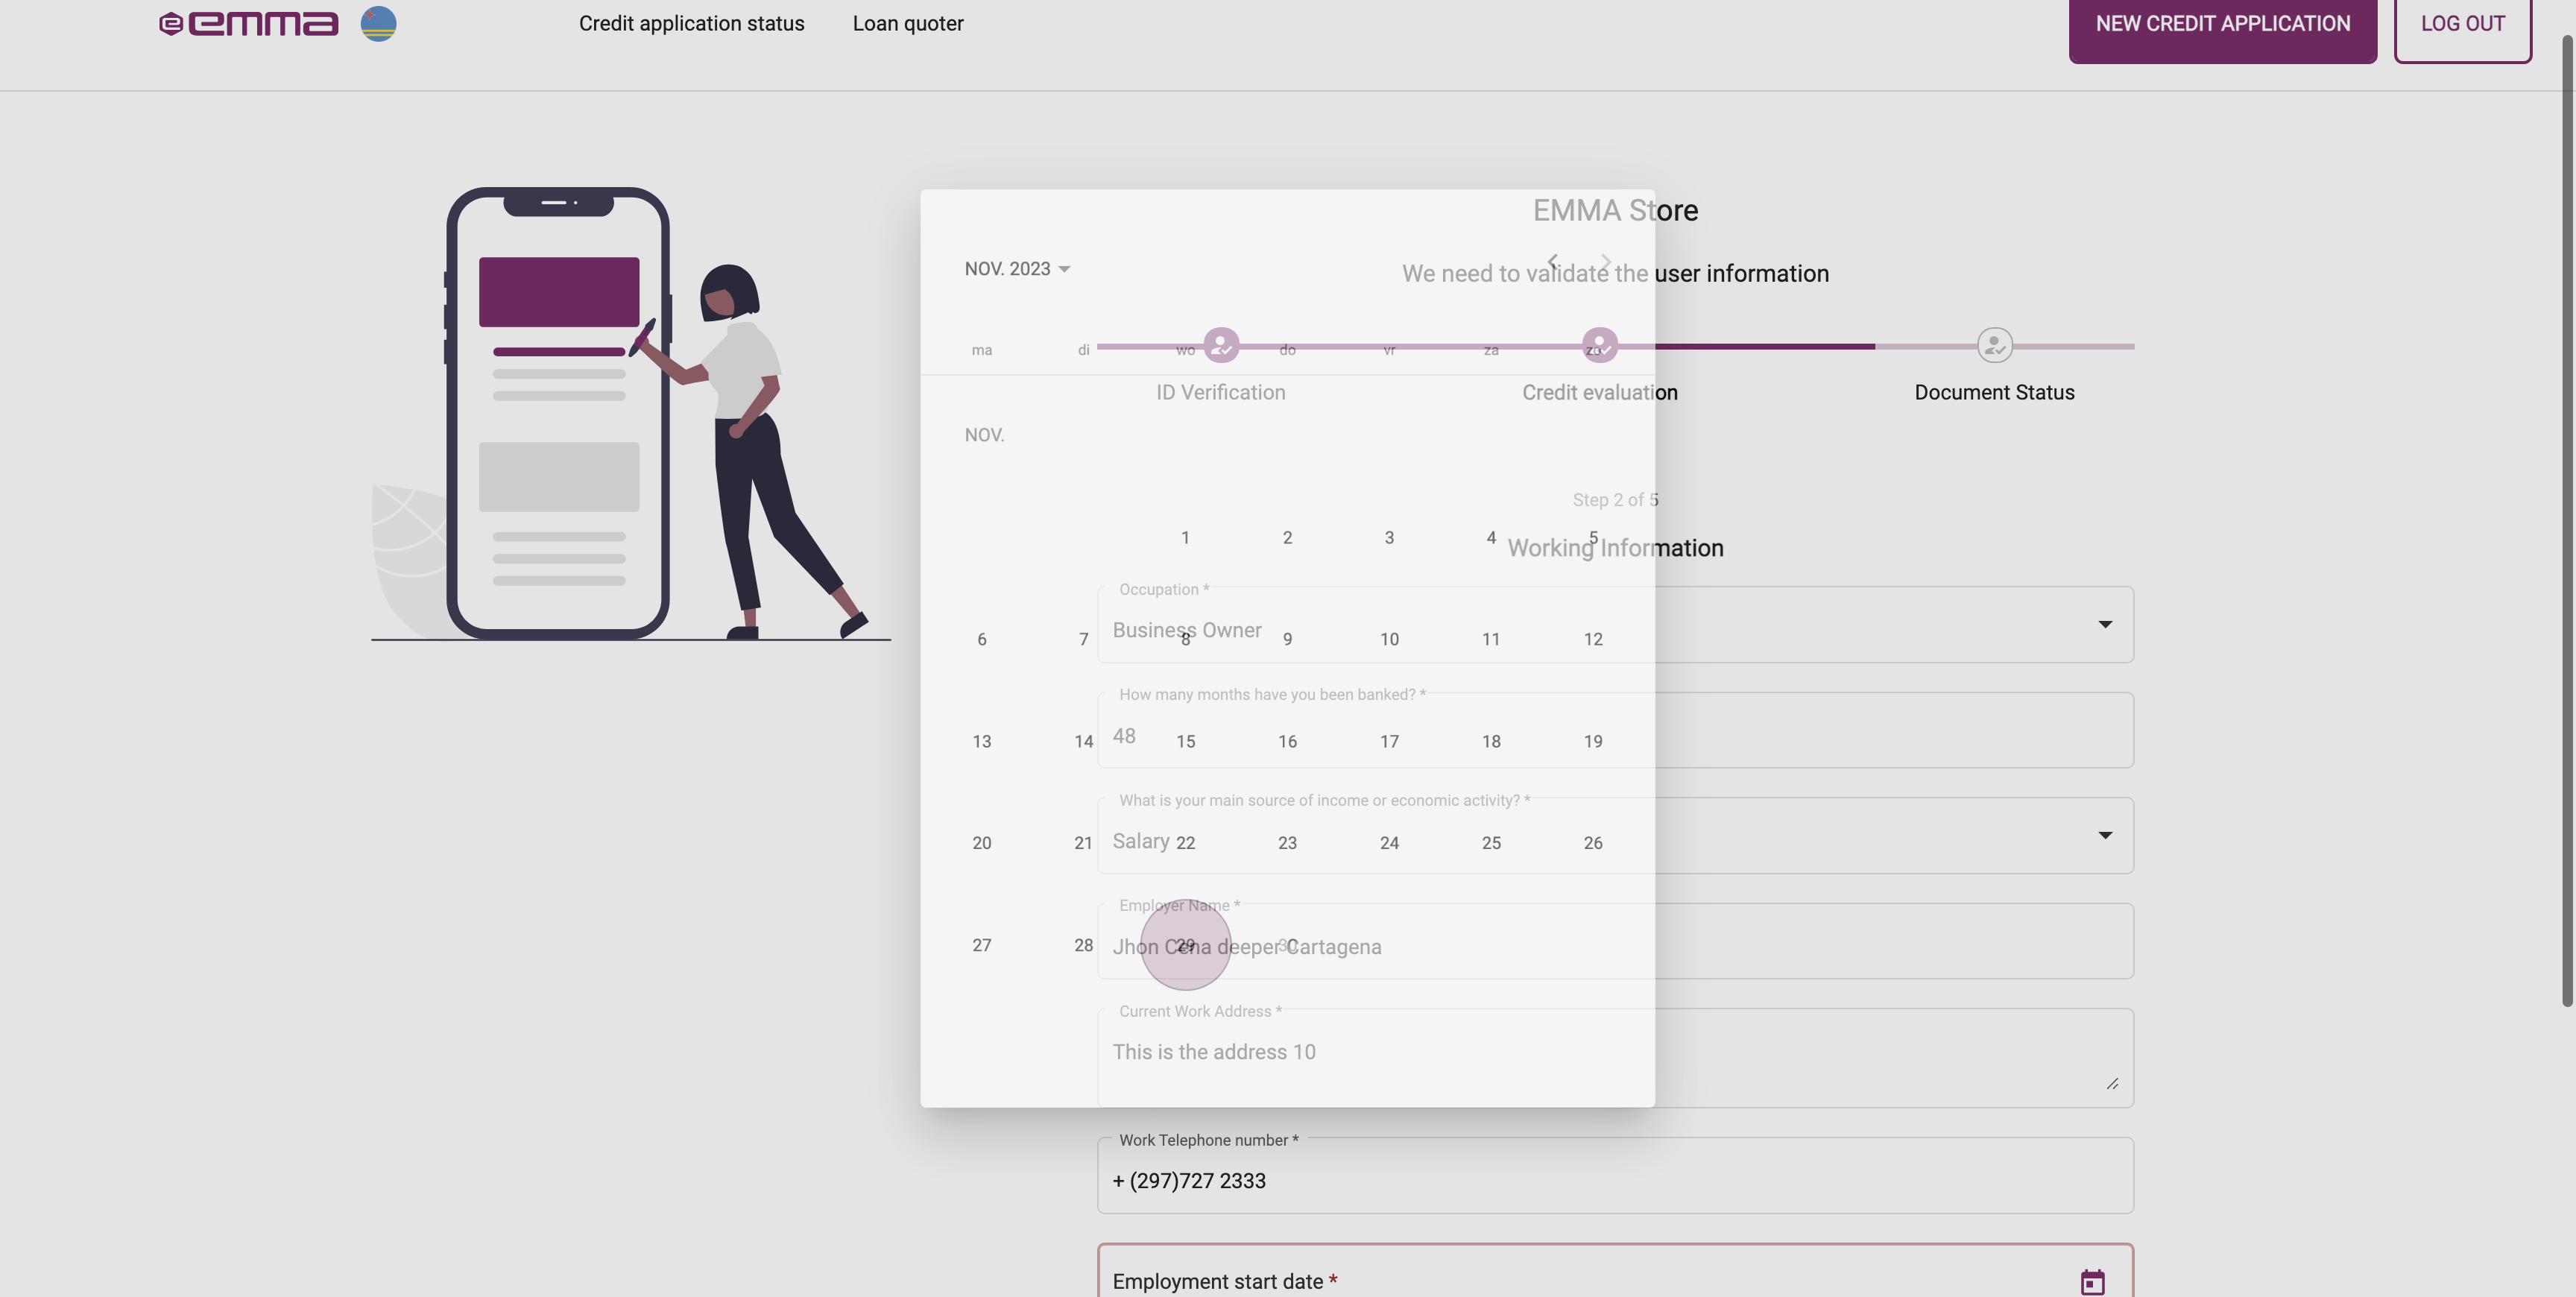 emma
Credit application status
Loan quoter
NEW CREDIT APPLICATION
LOG OUT
EMMA Store
We need to validate the user information
NOV. 2023
ma di wo do vr za zo
ID Verification
Credit evaluation
Document Status
NOV.
Step 2 of 5
1 2 3 4 5
Working Information
Occupation *
Business Owner
6 7 8 9 10 11 12
How many months have you been banked? *
48
13 14 15 16 17 18 19
What is your main source of income or economic activity? *
Salary
20 21 22 23 24 25 26
Employer Name *
Jhon Cena deeper Cartagena
27 28 29 30
Current Work Address *
This is the address 10
Work Telephone number *
+ (297)727 2333
Employment start date *